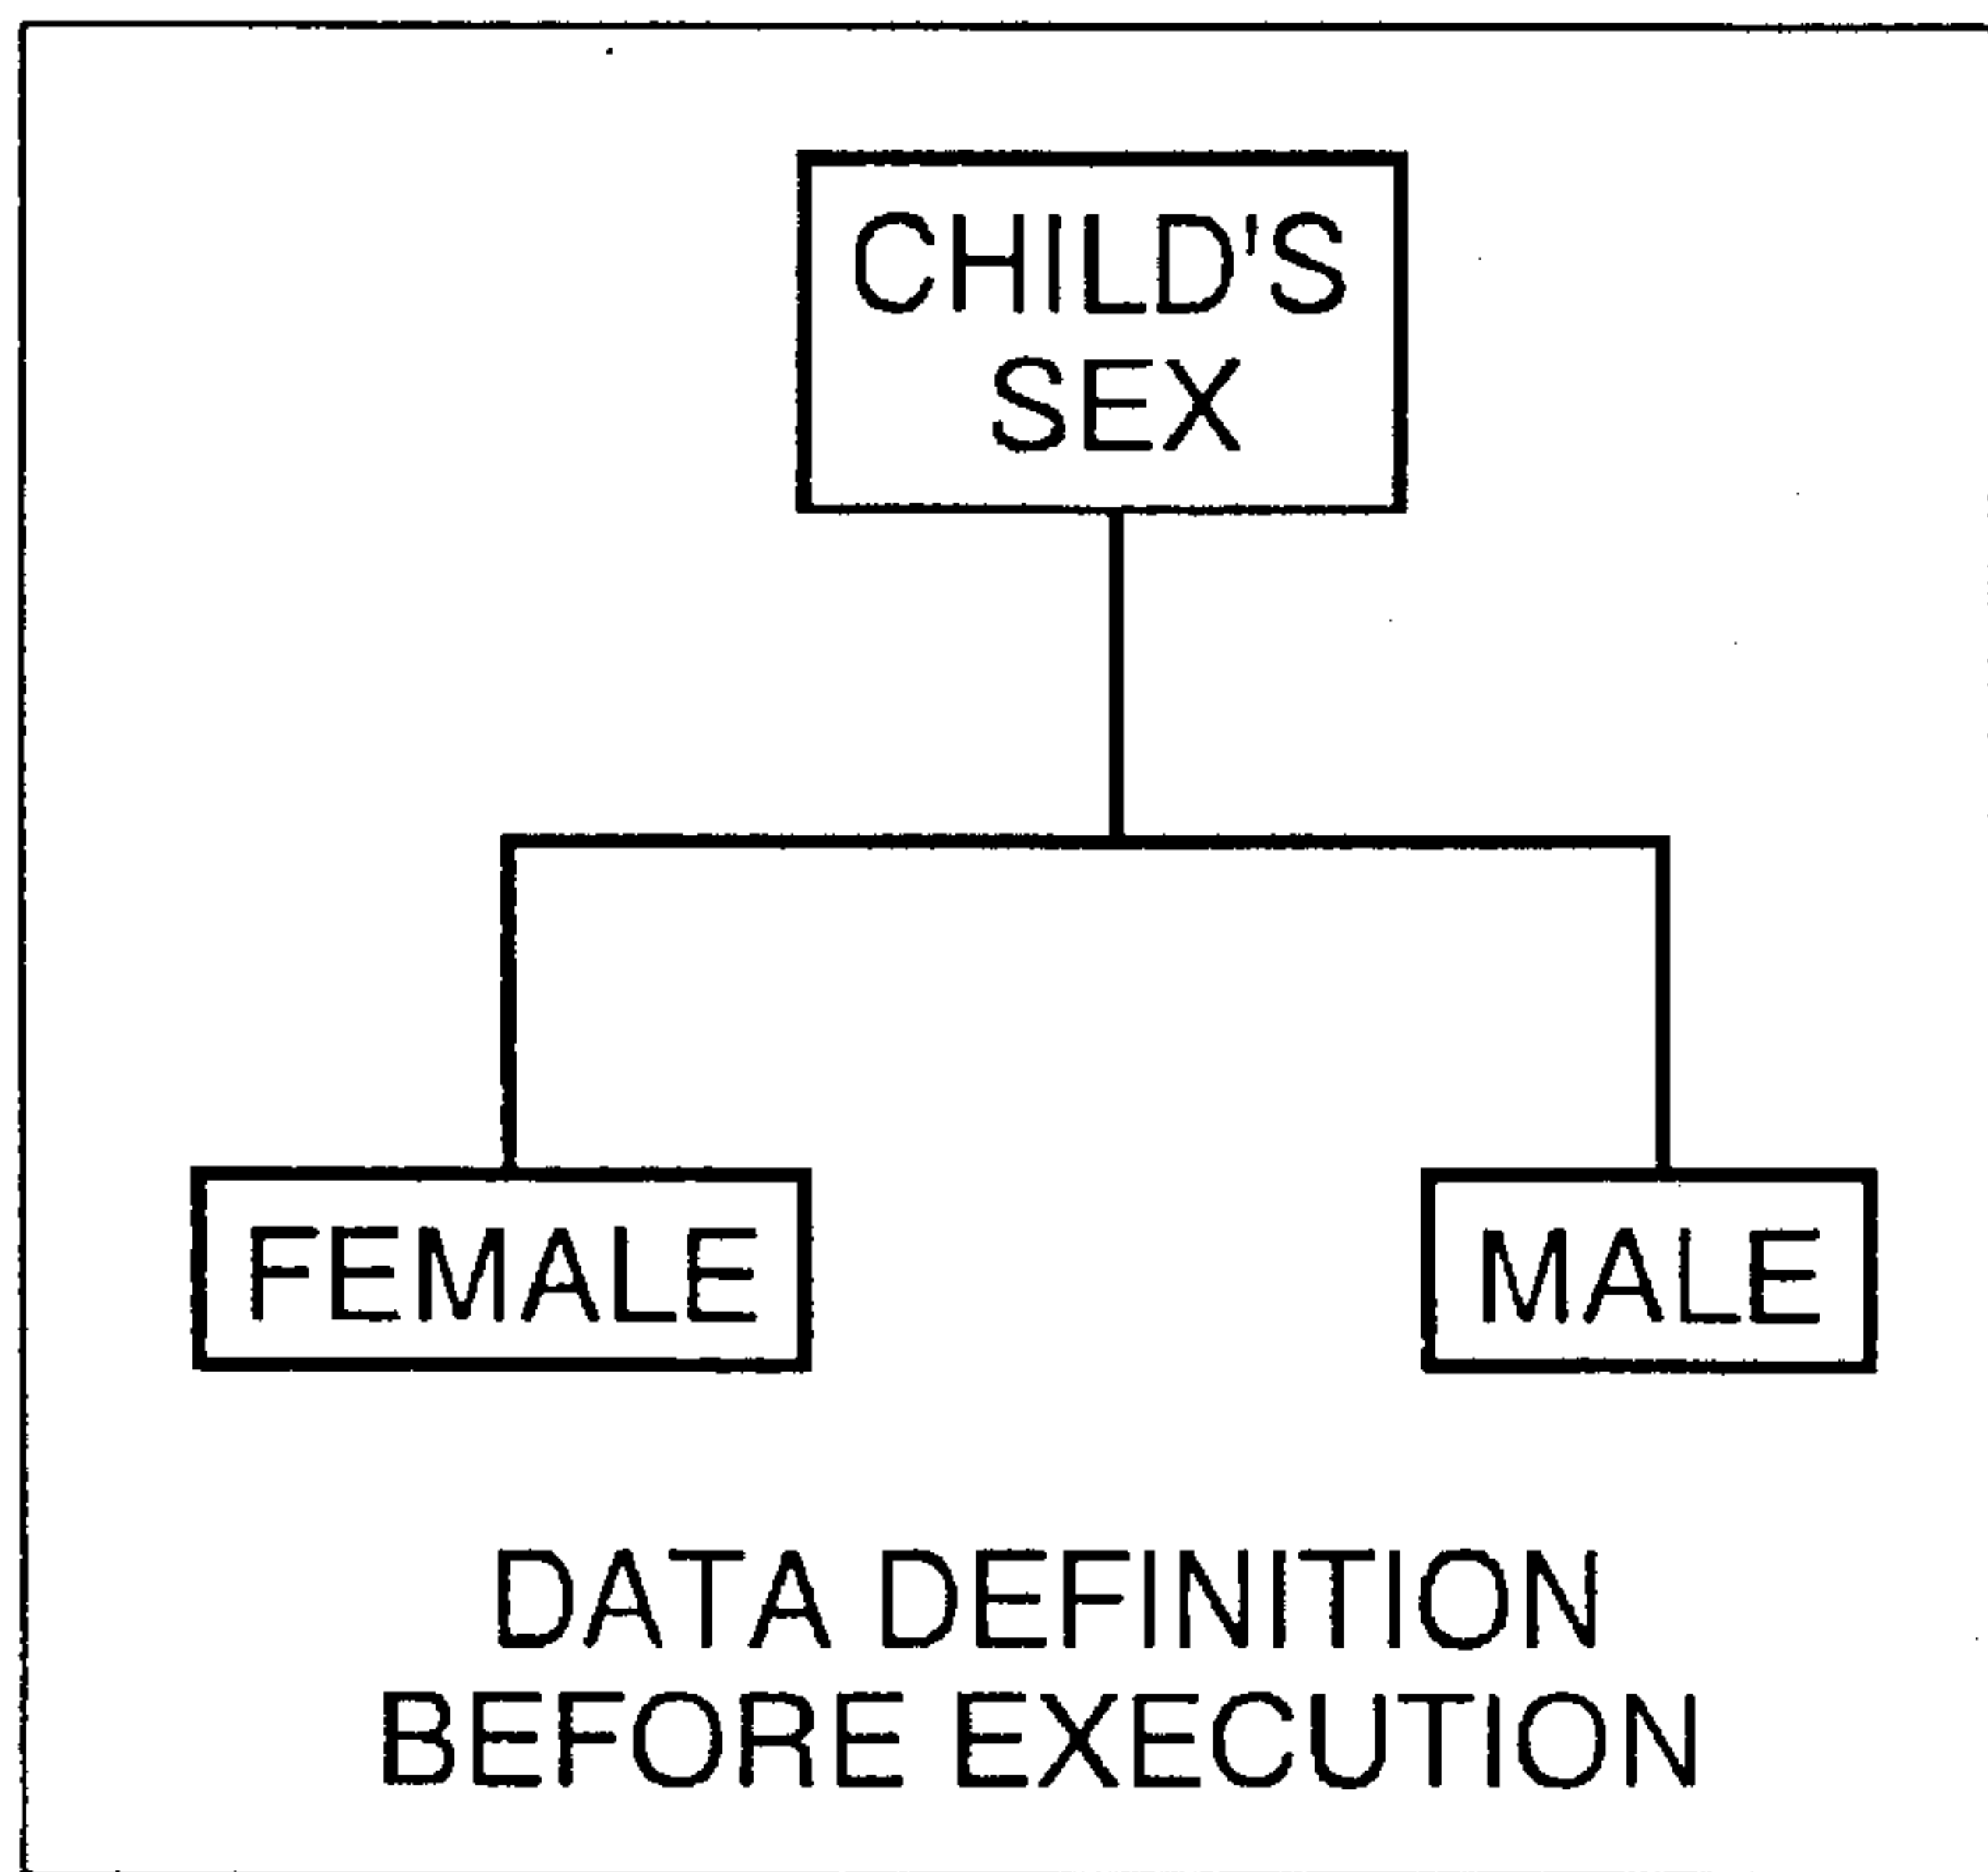 CHILD'S
SEX
FEMALE
MALE
DATA DEFINITION
BEFORE EXECUTION